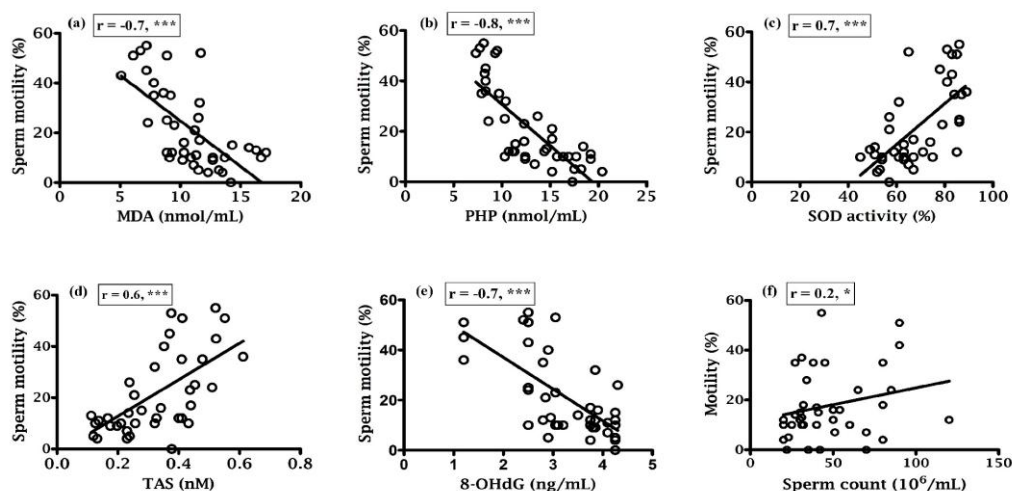 (a) r = -0.7, ***
Sperm motility (%)
60
40
20
0
0 5 10 15 20
MDA (nmol/mL)
(b) r = -0.8, ***
Sperm motility (%)
60
40
20
0
5 10 15 20 25
PHP (nmol/mL)
(c) r = 0.7, ***
Sperm motility (%)
60
40
20
0
20 40 60 80 100
SOD activity (%)
(d) r = 0.6, ***
Sperm motility (%)
60
40
20
0
0.0 0.2 0.4 0.6 0.8
TAS (nM)
(e) r = -0.7, ***
Sperm motility (%)
60
40
20
0
0 1 2 3 4 5
8-OHdG (ng/mL)
(f) r = 0.2, *
Motility (%)
60
40
20
0
0 50 100 150
Sperm count (10⁶/mL)